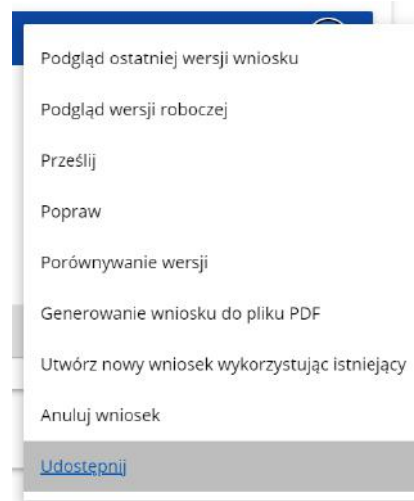 Podgląd ostatniej wersji wniosku
Podgląd wersji roboczej
Prześlij
Popraw
Porównywanie wersji
Generowanie wniosku do pliku PDF
Utwórz nowy wniosek wykorzystując istniejący
Anuluj wniosek
Udostępnij